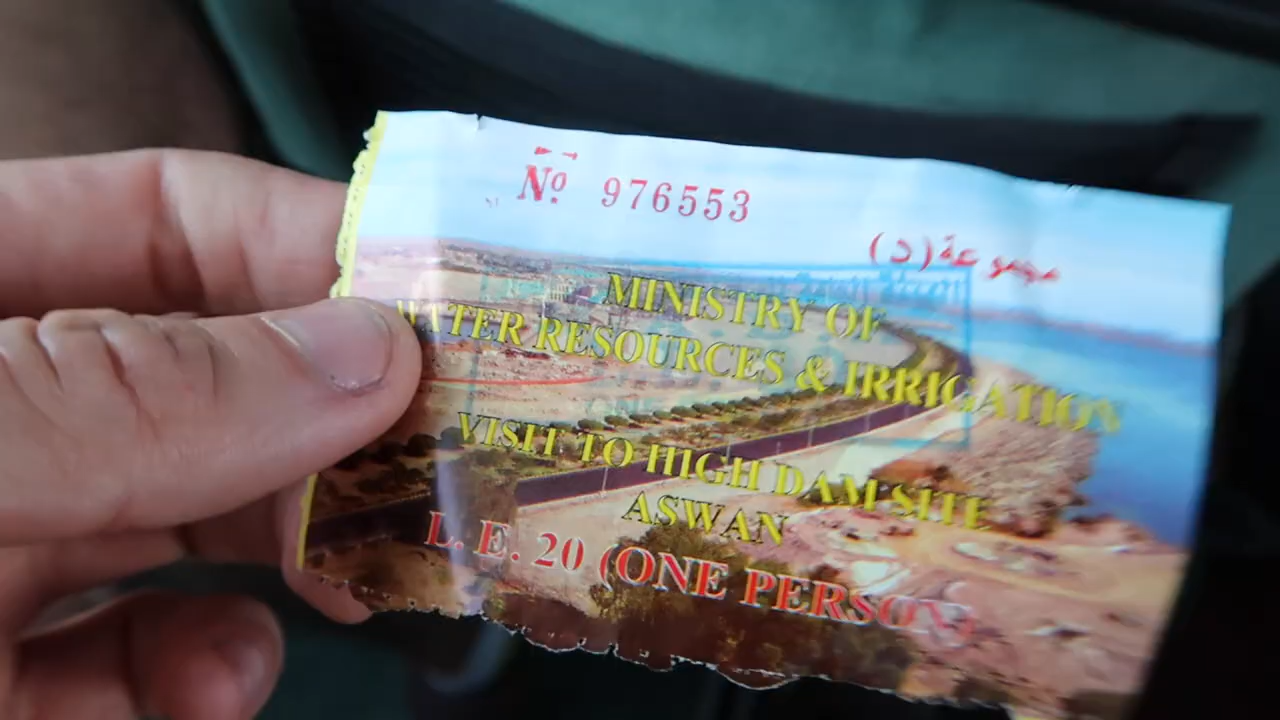 Nº 976553
مجموعة (د)
MINISTRY OF
WATER RESOURCES & IRRIGATION
VISIT TO HIGH DAM SITE
ASWAN
L. E. 20 (ONE PERSON)